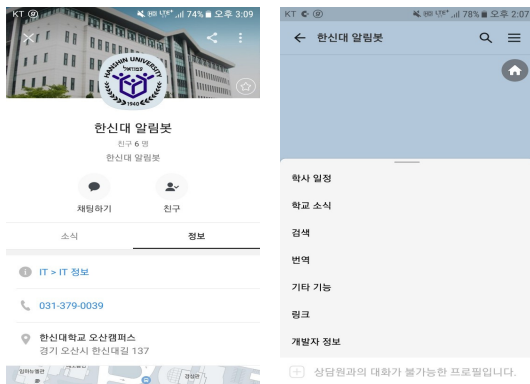 KT
LTE+ 74% 오후 3:09
HANSHIN UNIVERSITY
1940
한신대 알림봇
친구 6 명
한신대 알림봇
채팅하기 친구
소식 정보
IT > IT 정보
031-379-0039
한신대학교 오산캠퍼스
경기 오산시 한신대길 137
KT
LTE+ 78% 오후 2:07
한신대 알림봇
학사 일정
학교 소식
검색
번역
기타 기능
링크
개발자 정보
상담원과의 대화가 불가능한 프로필입니다.